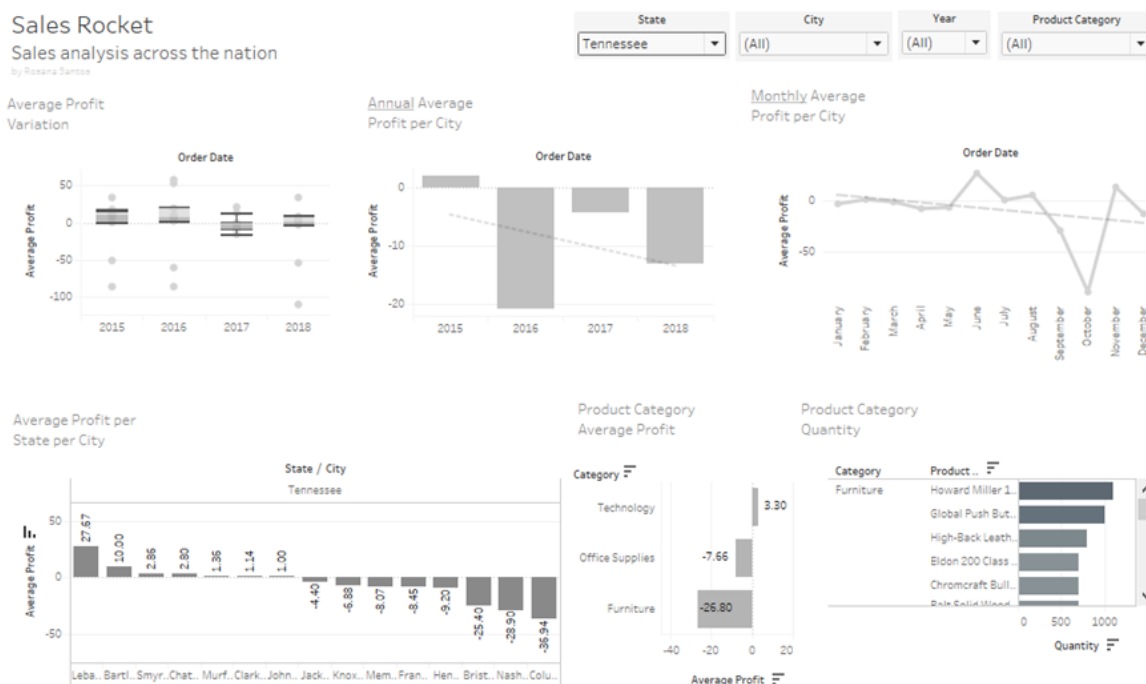 Sales Rocket
Sales analysis across the nation
by Rosana Santos
State
City
Year
Product Category
Tennessee
(All)
(All)
(All)
Average Profit
Variation
Order Date
Average Profit
50
0
-50
-100
2015
2016
2017
2018
Annual Average
Profit per City
Order Date
Average Profit
0
-10
-20
2015
2016
2017
2018
Monthly Average
Profit per City
Order Date
Average Profit
0
-50
January
February
March
April
May
June
July
August
September
October
November
December
Average Profit per
State per City
State / City
Tennessee
Average Profit
50
0
-50
27.67
10.00
2.86
2.80
1.36
1.14
1.00
-4.40
-6.88
-8.07
-8.45
-9.20
-25.40
-28.90
-36.94
Leba..
Bartl..
Smyr..
Chat..
Murf..
Clark..
John..
Jack..
Knox..
Mem..
Fran..
Hen..
Brist..
Nash..
Colu..
Product Category
Average Profit
Category
Technology
3.30
Office Supplies
-7.66
Furniture
-26.80
-40
-20
0
20
Average Profit
Product Category
Quantity
Category
Product ..
Furniture
Howard Miller 1..
Global Push But..
High-Back Leath..
Eldon 200 Class ..
Chromcraft Bull..
0
500
1000
Quantity